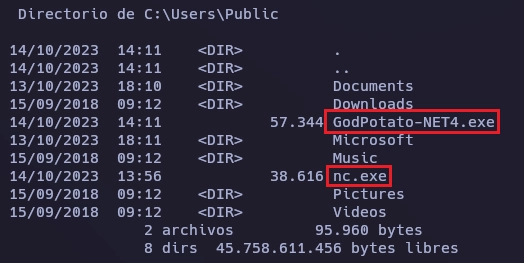 Directorio de C:\Users\Public
14/10/2023 14:11 <DIR> .
14/10/2023 14:11 <DIR> ..
13/10/2023 18:10 <DIR> Documents
15/09/2018 09:12 <DIR> Downloads
14/10/2023 14:11 57.344 GodPotato-NET4.exe
13/10/2023 18:11 <DIR> Microsoft
15/09/2018 09:12 <DIR> Music
14/10/2023 13:56 38.616 nc.exe
15/09/2018 09:12 <DIR> Pictures
15/09/2018 09:12 <DIR> Videos
2 archivos 95.960 bytes
8 dirs 45.758.611.456 bytes libres